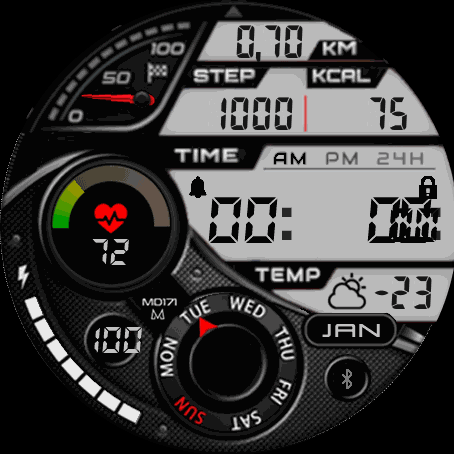 0,70 KM
100
50
0
STEP KCAL
1000 75
TIME AM PM 24H
00:
72
TEMP
-23
JAN
MD171
100
MON TUE WED THU FRI SAT SUN